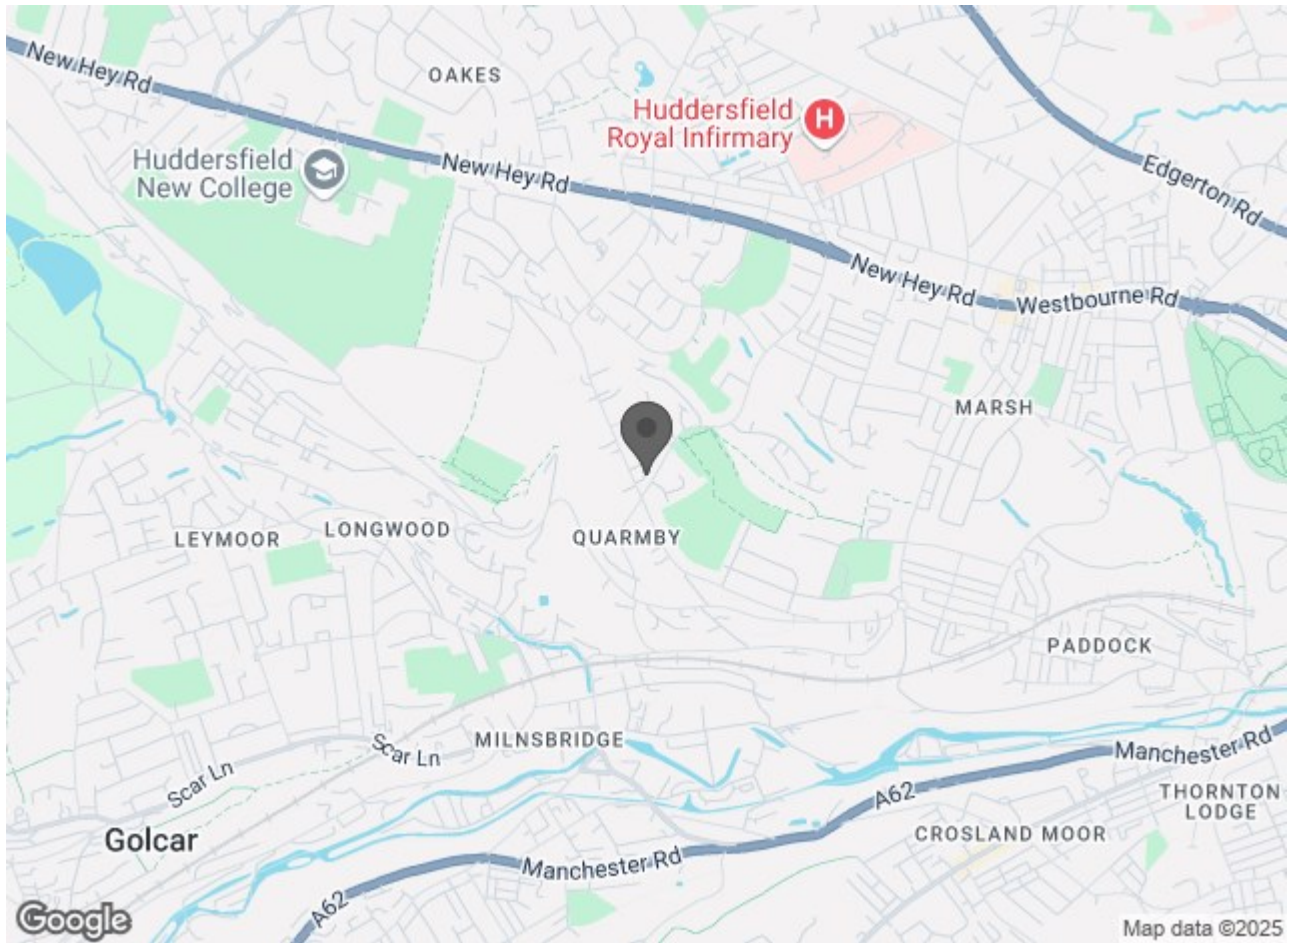 New Hey Rd
OAKES
Huddersfield
Royal Infirmary
H
Huddersfield
New College
New Hey Rd
Edgerton Rd
New Hey Rd
Westbourne Rd
MARSH
LEYMOOR
LONGWOOD
QUARMBY
PADDOCK
MILNSBRIDGE
Scar Ln
Scar Ln
Manchester Rd
A62
THORNTON
LODGE
CROSLAND MOOR
Golcar
Manchester Rd
A62
Google
Map data ©2025